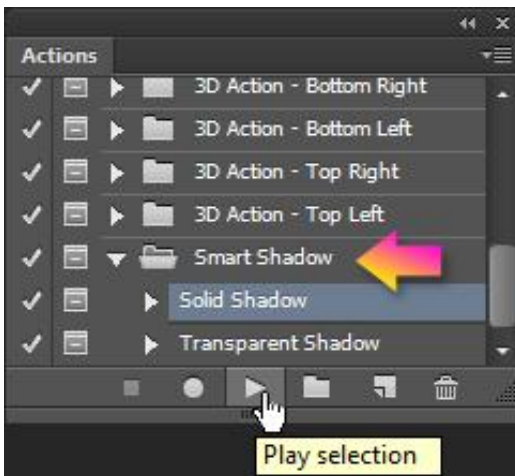 Actions
3D Action - Bottom Right
3D Action - Bottom Left
3D Action - Top Right
3D Action - Top Left
Smart Shadow
Solid Shadow
Transparent Shadow
Play selection